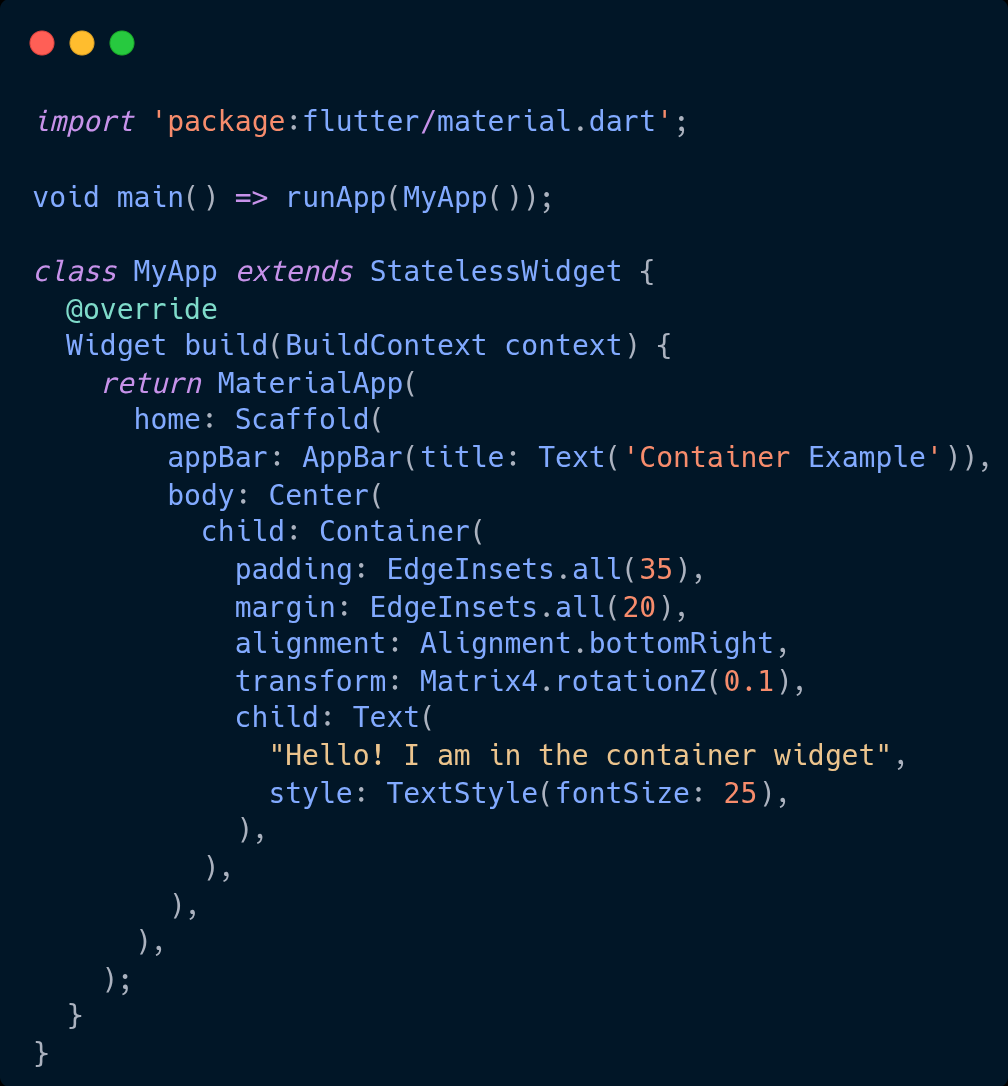 import 'package:flutter/material.dart';

void main() => runApp(MyApp());

class MyApp extends StatelessWidget {
  @override
  Widget build(BuildContext context) {
    return MaterialApp(
      home: Scaffold(
        appBar: AppBar(title: Text('Container Example')),
        body: Center(
          child: Container(
            padding: EdgeInsets.all(35),
            margin: EdgeInsets.all(20),
            alignment: Alignment.bottomRight,
            transform: Matrix4.rotationZ(0.1),
            child: Text(
              "Hello! I am in the container widget",
              style: TextStyle(fontSize: 25),
            ),
          ),
        ),
      ),
    );
  }
}